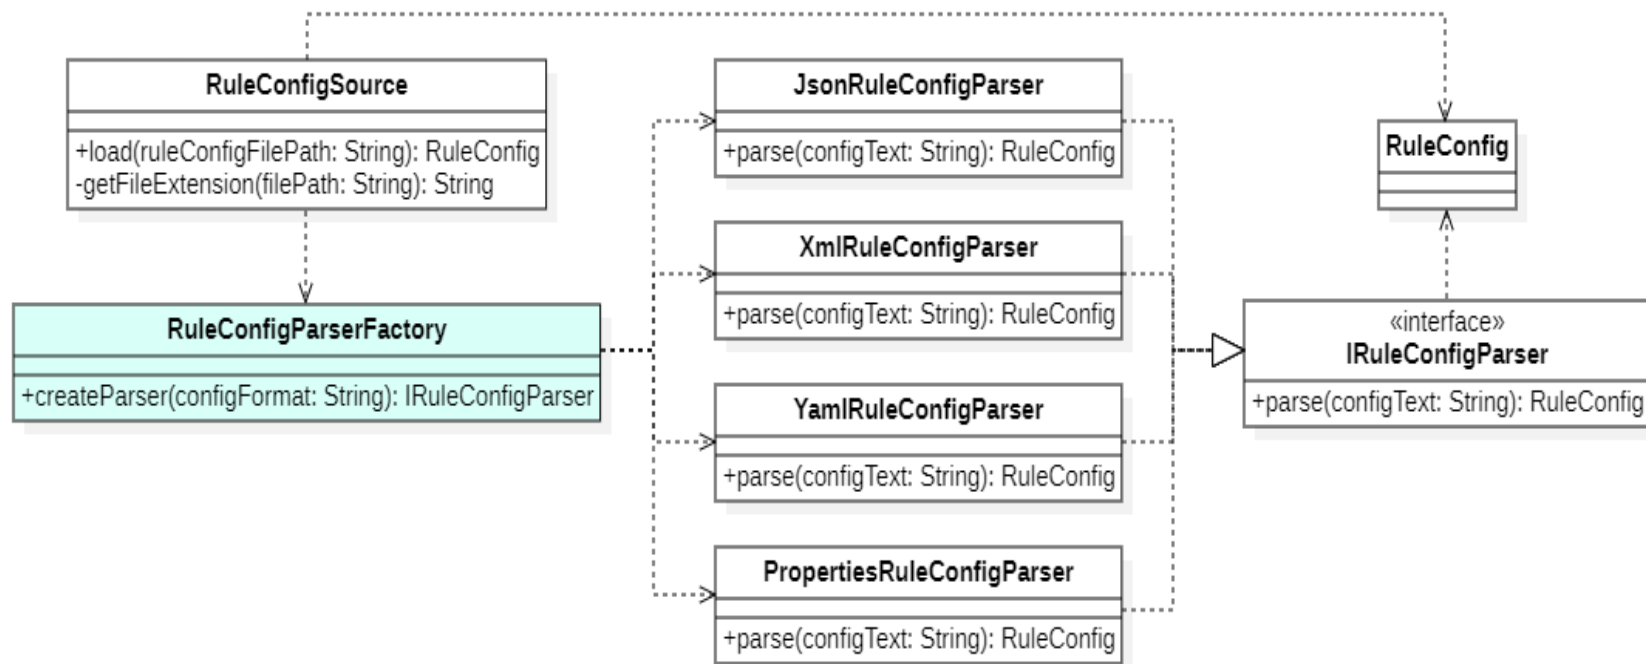 RuleConfigSource
+load(ruleConfigFilePath: String): RuleConfig
-getFileExtension(filePath: String): String
RuleConfigParserFactory
+createParser(configFormat: String): IRuleConfigParser
JsonRuleConfigParser
+parse(configText: String): RuleConfig
XmlRuleConfigParser
+parse(configText: String): RuleConfig
YamlRuleConfigParser
+parse(configText: String): RuleConfig
PropertiesRuleConfigParser
+parse(configText: String): RuleConfig
RuleConfig
«interface»
IRuleConfigParser
+parse(configText: String): RuleConfig